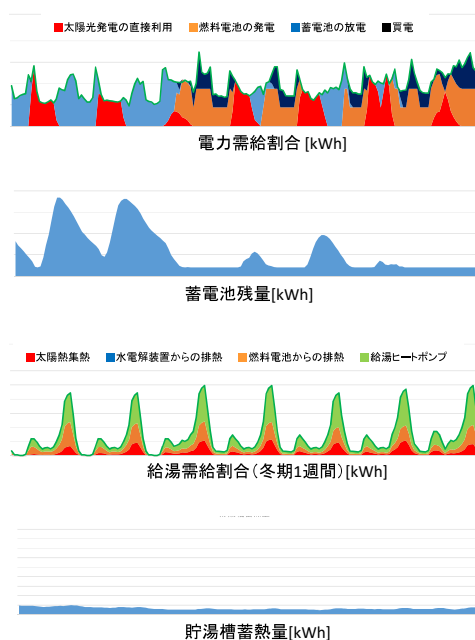 太陽光発電の直接利用 燃料電池の発電 蓄電池の放電 買電
電力需給割合 [kWh]
蓄電池残量[kWh]
太陽熱集熱 水電解装置からの排熱 燃料電池からの排熱 給湯ヒートポンプ
給湯需給割合（冬期1週間）[kWh]
貯湯槽蓄熱量[kWh]